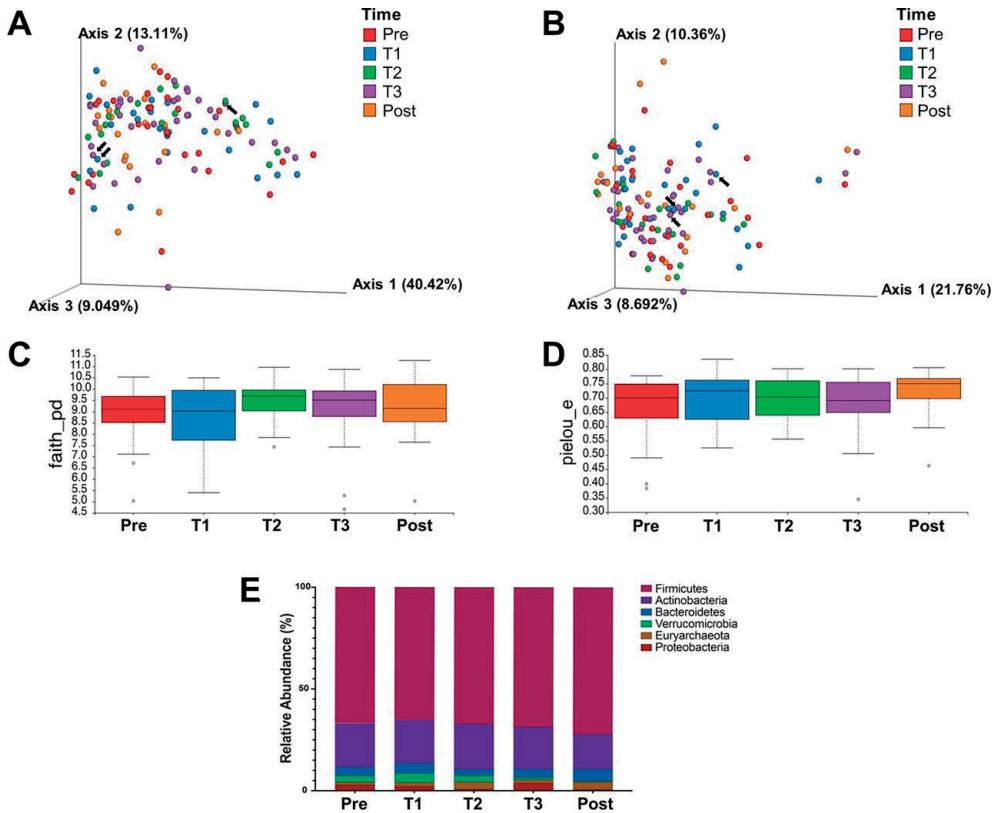 A
Axis 2 (13.11%)
Time
Pre
T1
T2
T3
Post
Axis 1 (40.42%)
Axis 3 (9.049%)
B
Axis 2 (10.36%)
Time
Pre
T1
T2
T3
Post
Axis 1 (21.76%)
Axis 3 (8.692%)
C
faith_pd
11.5
11.0
10.5
10.0
9.5
9.0
8.5
8.0
7.5
7.0
6.5
6.0
5.5
5.0
4.5
Pre T1 T2 T3 Post
D
pielou_e
0.85
0.80
0.75
0.70
0.65
0.60
0.55
0.50
0.45
0.40
0.35
0.30
Pre T1 T2 T3 Post
E
Relative Abundance (%)
100
50
0
Pre T1 T2 T3 Post
Firmicutes
Actinobacteria
Bacteroidetes
Verrucomicrobia
Euryarchaeota
Proteobacteria